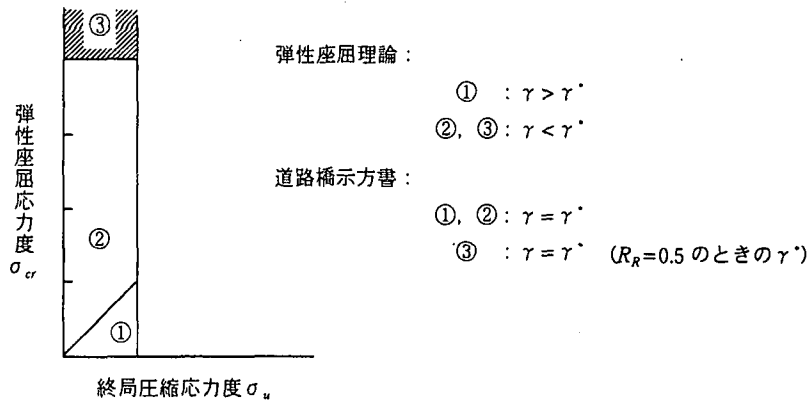 ③
②
①
弾性座屈応力度
σcr
終局圧縮応力度σu
弾性座屈理論：
① ：γ＞γ*
②, ③：γ＜γ*
道路橋示方書：
①, ②：γ＝γ*
③ ：γ＝γ* (RR=0.5 のときのγ*)